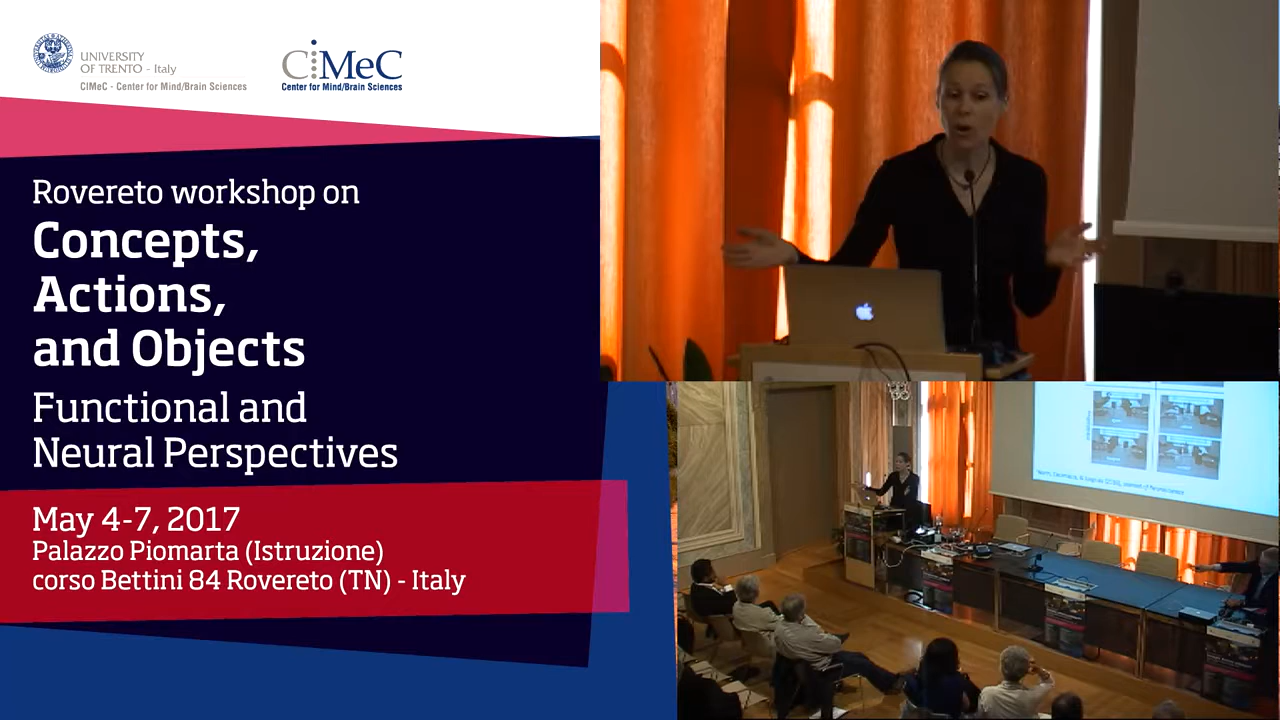 UNIVERSITY
OF TRENTO - Italy
CIMeC - Center for Mind/Brain Sciences
CiMeC
Center for Mind/Brain Sciences
Rovereto workshop on
Concepts,
Actions,
and Objects
Functional and
Neural Perspectives
May 4-7, 2017
Palazzo Piomarta (Istruzione)
corso Bettini 84 Rovereto (TN) - Italy